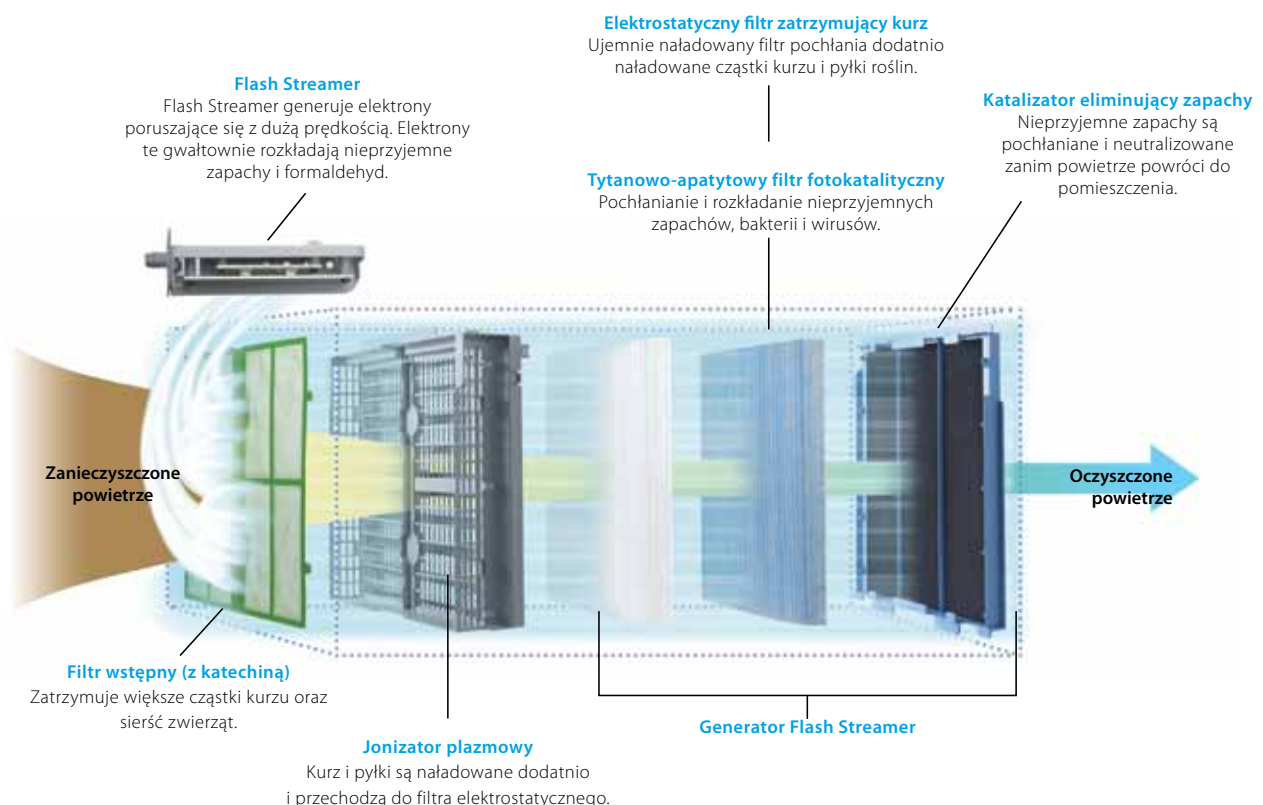 Elektrostatyczny filtr zatrzymujący kurz
Ujemnie naładowany filtr pochłania dodatnio
naładowane cząstki kurzu i pyłki roślin.
Flash Streamer
Flash Streamer generuje elektrony
poruszające się z dużą prędkością. Elektrony
te gwałtownie rozkładają nieprzyjemne
zapachy i formaldehyd.
Katalizator eliminujący zapachy
Nieprzyjemne zapachy są
pochłaniane i neutralizowane
zanim powietrze powróci do
pomieszczenia.
Tytanowo-apatytowy filtr fotokatalityczny
Pochłanianie i rozkładanie nieprzyjemnych
zapachów, bakterii i wirusów.
Zanieczyszczone
powietrze
Oczyszczone
powietrze
Filtr wstępny (z katechiną)
Zatrzymuje większe cząstki kurzu oraz
sierść zwierząt.
Generator Flash Streamer
Jonizator plazmowy
Kurz i pyłki są naładowane dodatnio
i przechodzą do filtra elektrostatycznego.